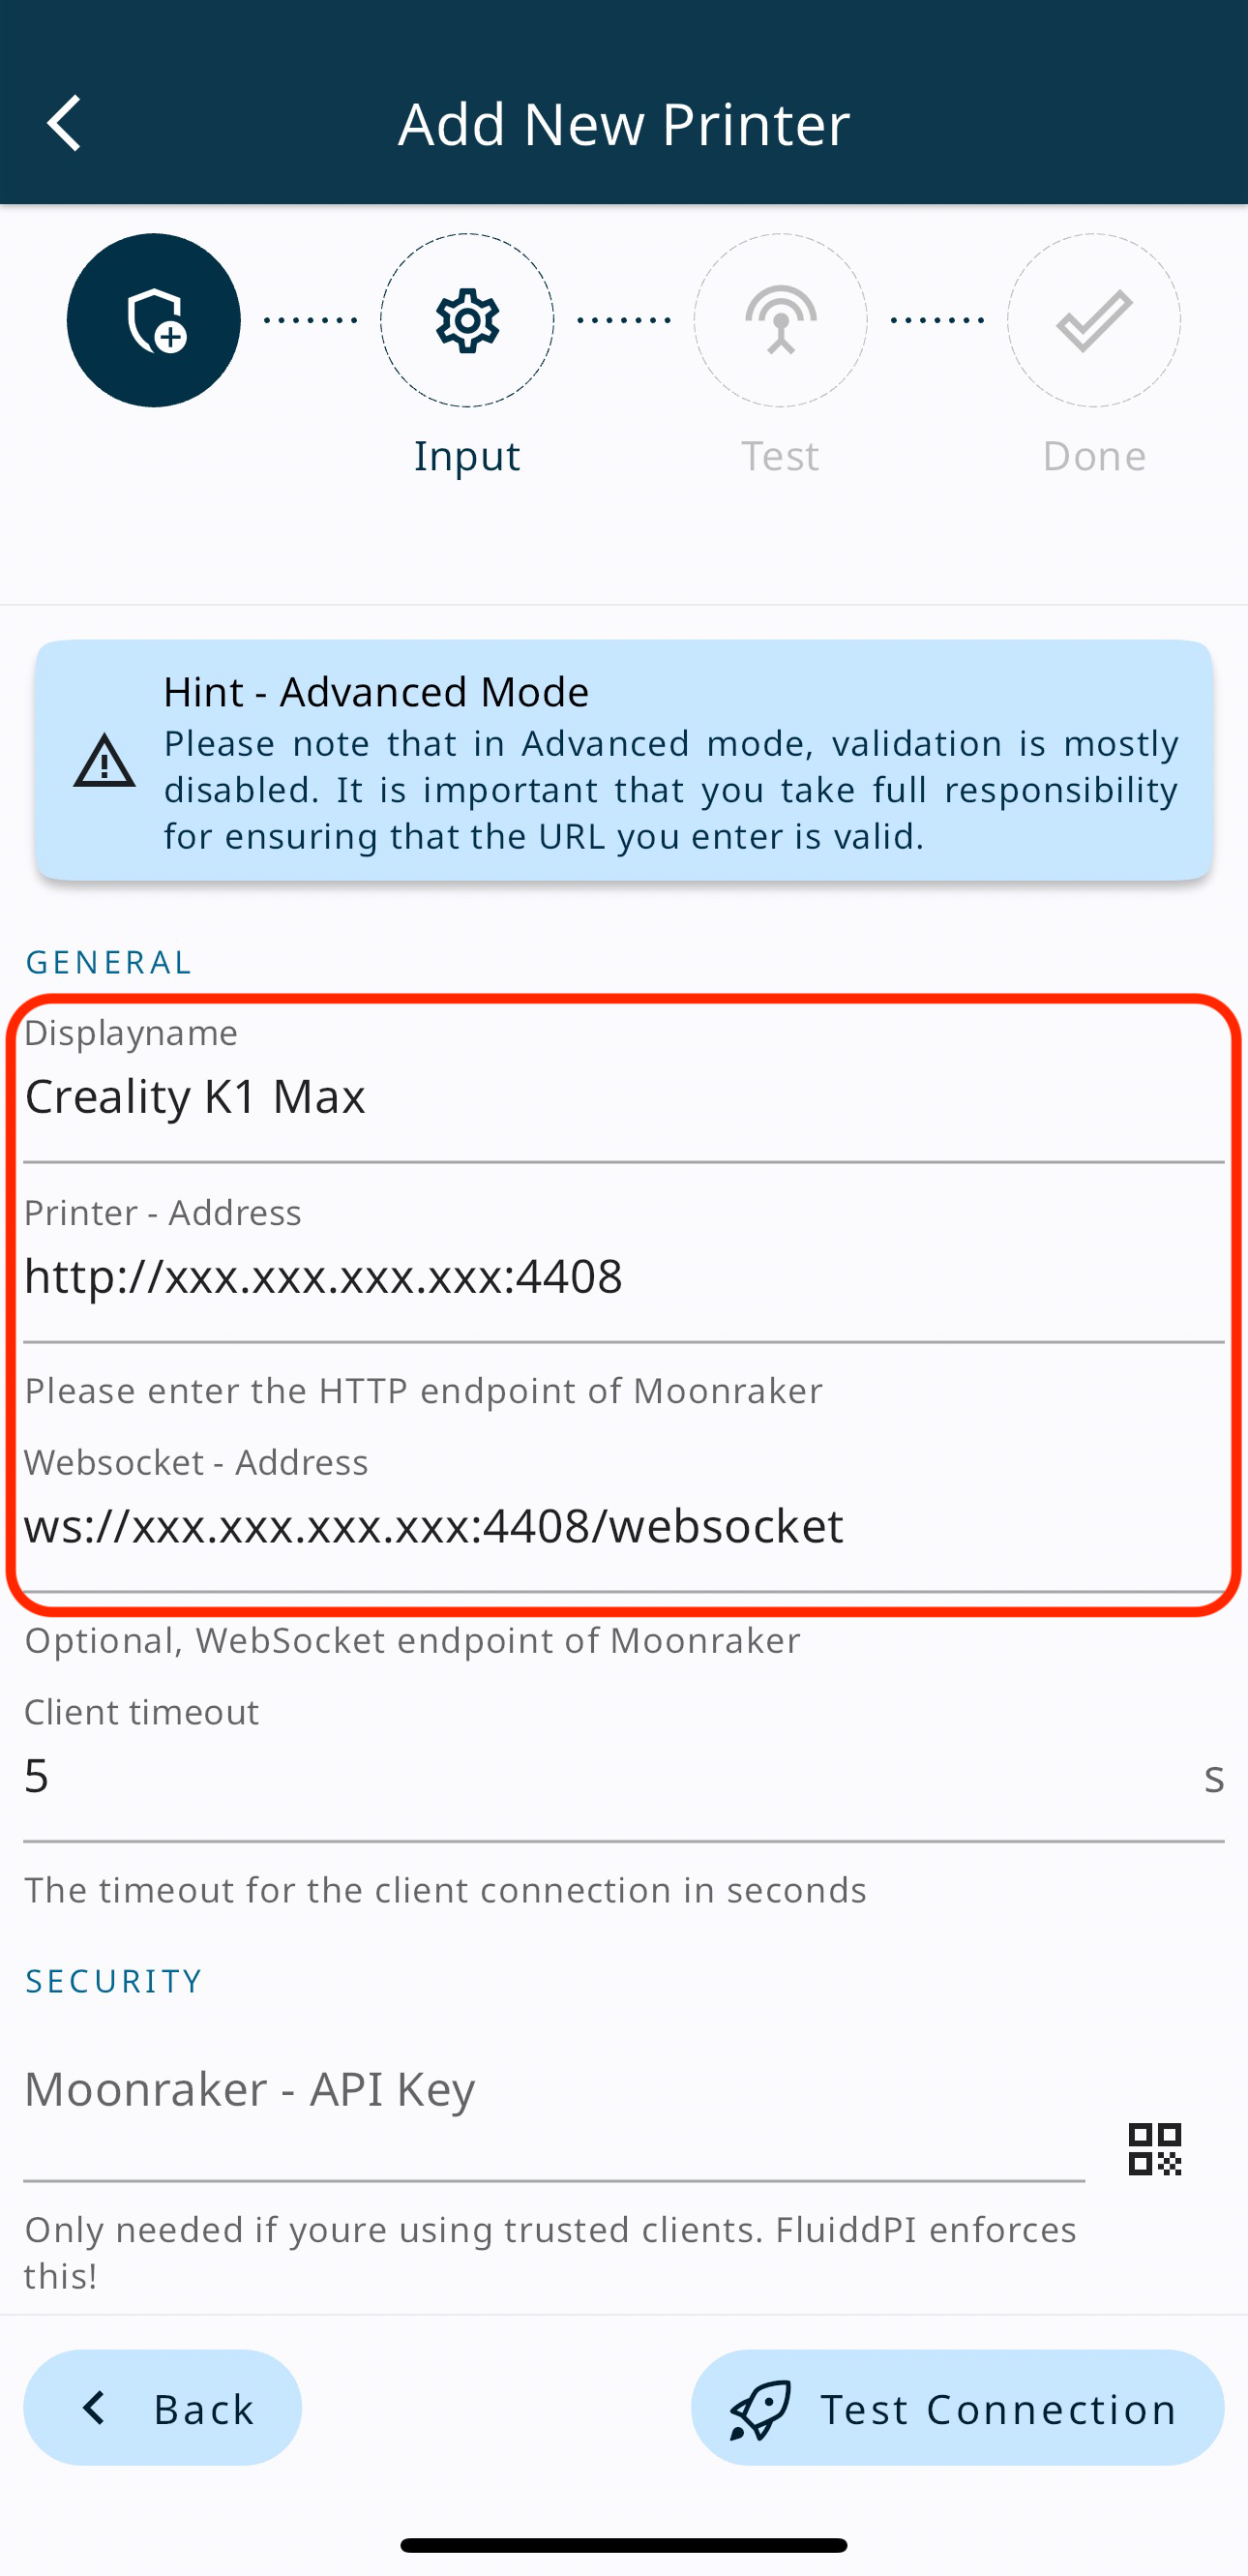 Add New Printer
Input
Test
Done
Hint - Advanced Mode
Please note that in Advanced mode, validation is mostly
disabled. It is important that you take full responsibility
for ensuring that the URL you enter is valid.
GENERAL
Displayname
Creality K1 Max
Printer - Address
http://xxx.xxx.xxx.xxx:4408
Please enter the HTTP endpoint of Moonraker
Websocket - Address
ws://xxx.xxx.xxx.xxx:4408/websocket
Optional, WebSocket endpoint of Moonraker
Client timeout
5 s
The timeout for the client connection in seconds
SECURITY
Moonraker - API Key
Only needed if youre using trusted clients. FluiddPI enforces
this!
Back
Test Connection